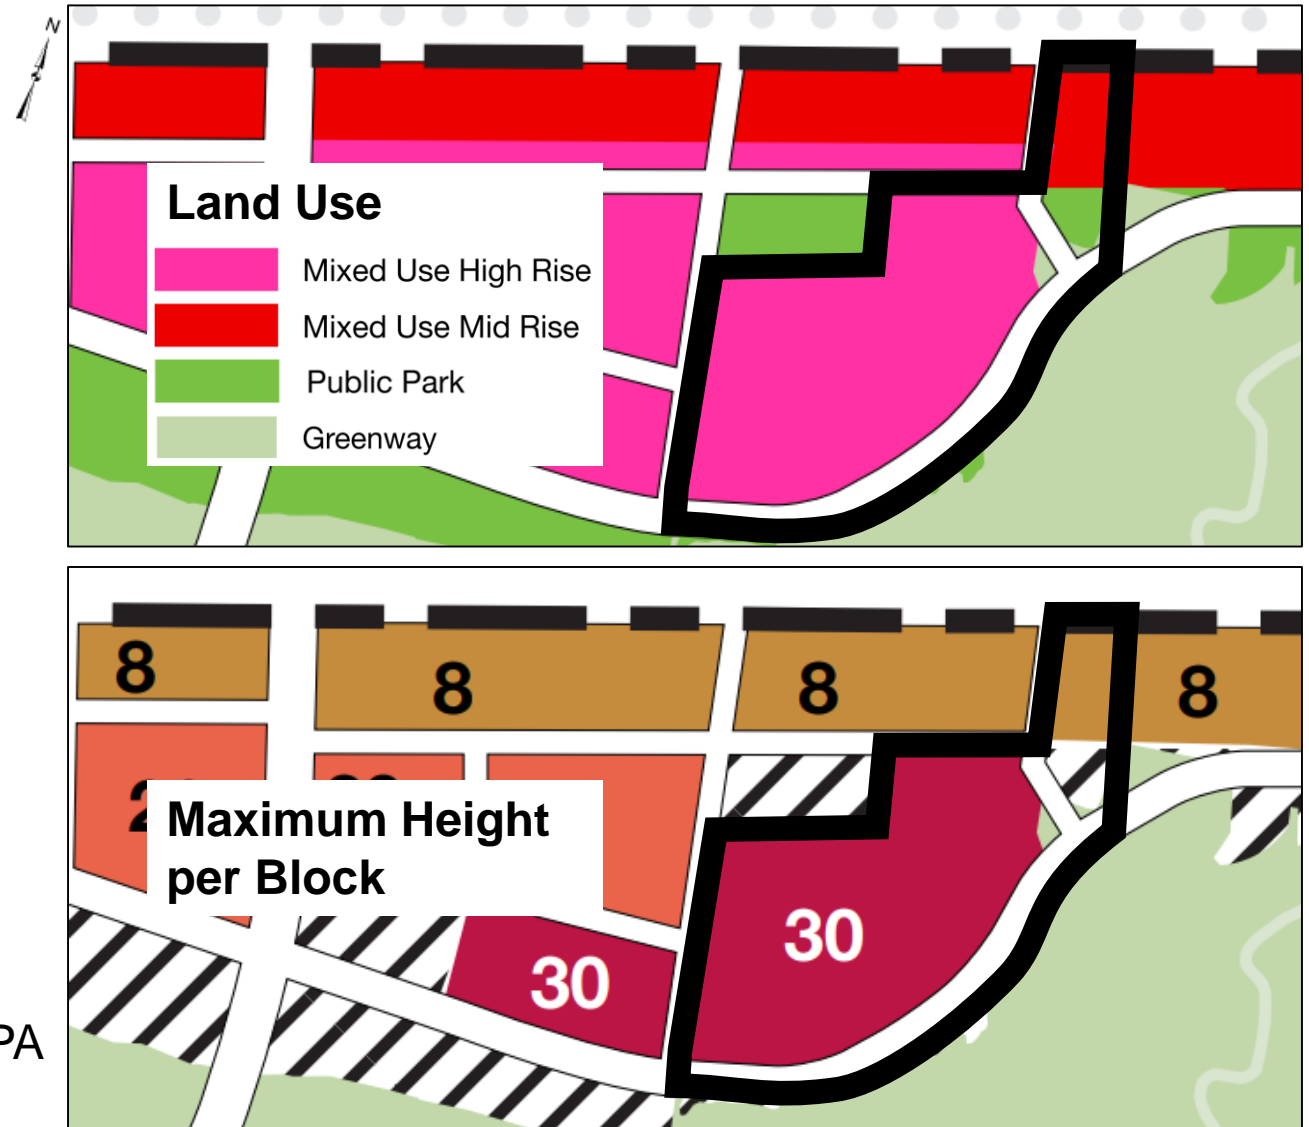 N
Land Use
Mixed Use High Rise
Mixed Use Mid Rise
Public Park
Greenway
8
8
8
8
Maximum Height
per Block
30
30
PA